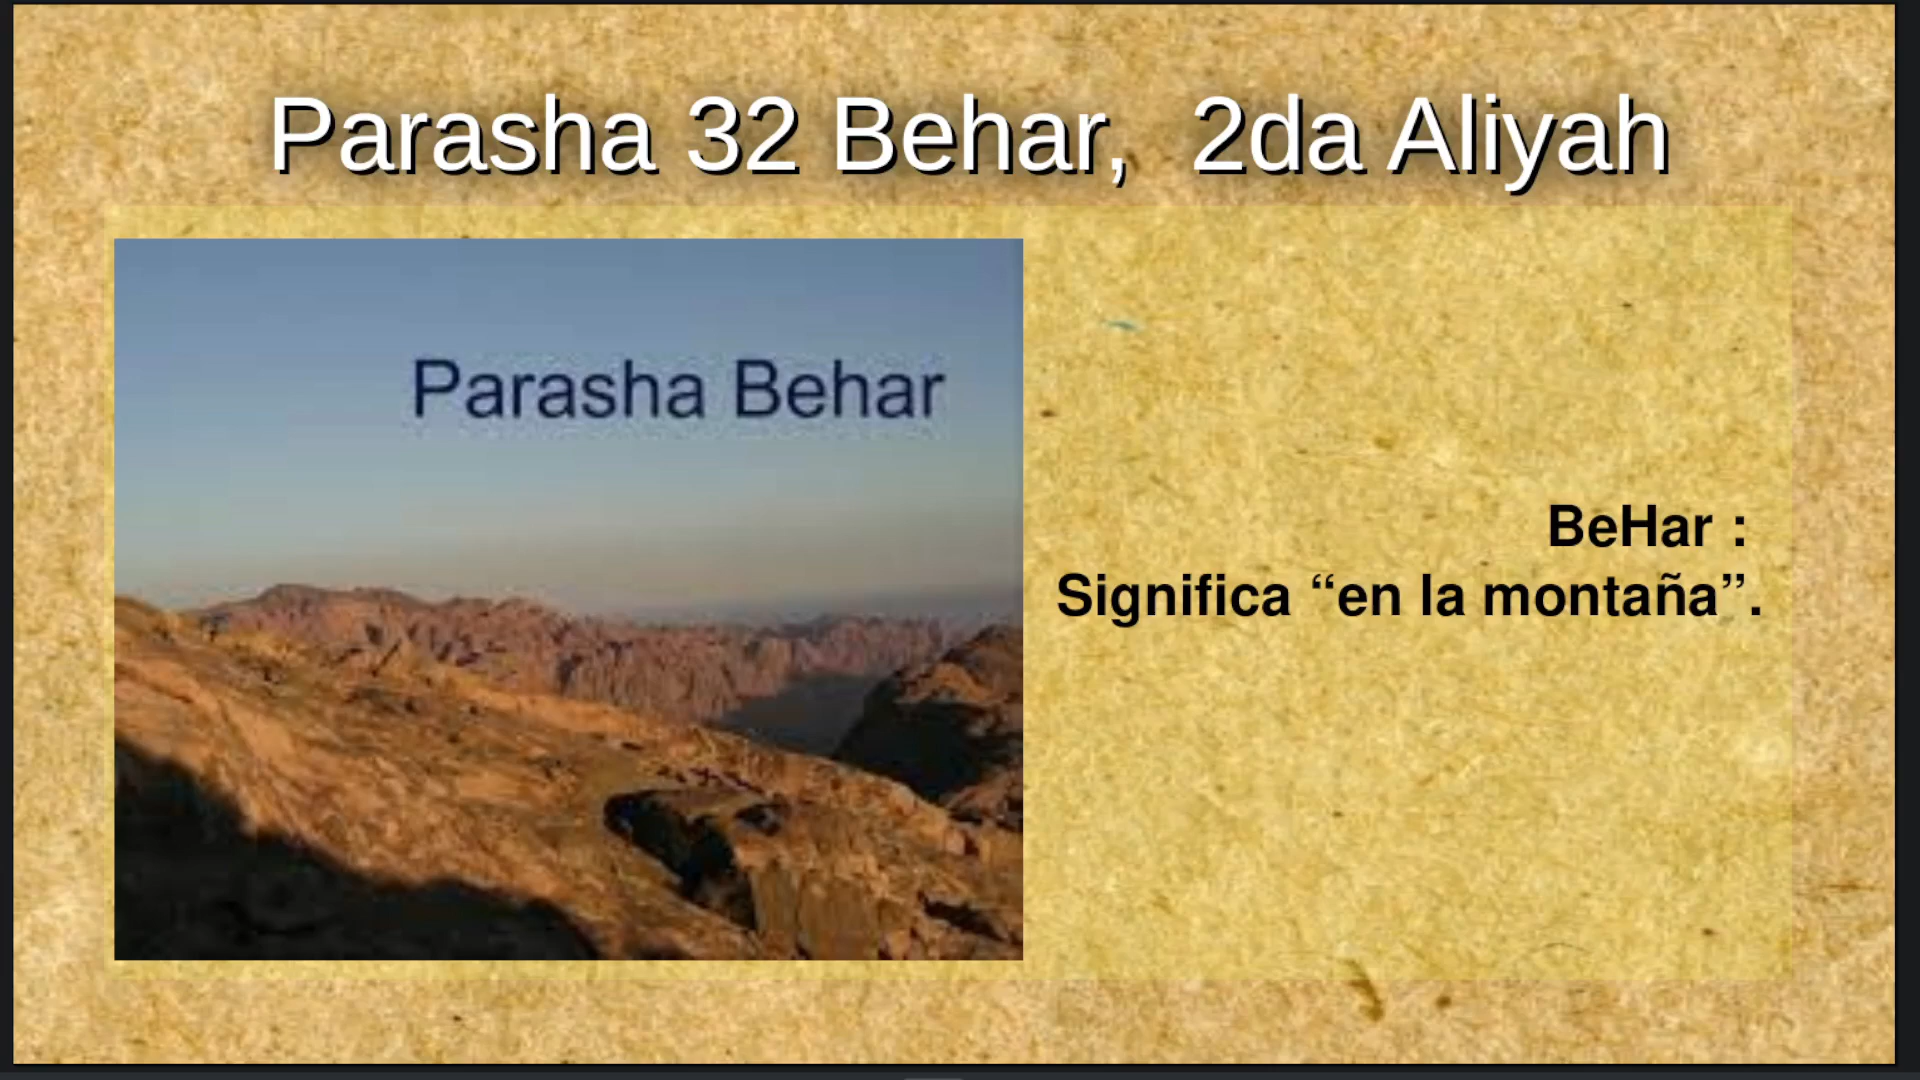 Parasha 32 Behar, 2da Aliyah
Parasha Behar
BeHar :
Significa “en la montaña”.